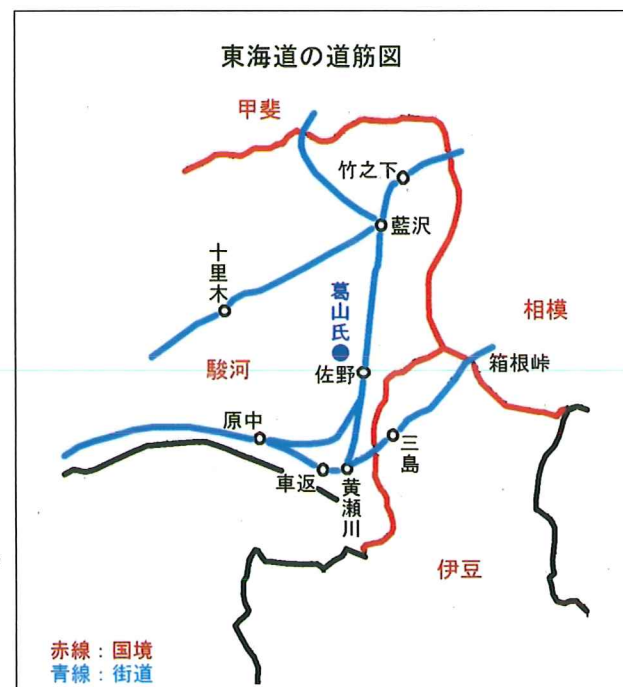 東海道の道筋図
甲斐
竹之下
藍沢
十里木
葛山氏
相模
駿河
佐野
箱根峠
原中
三島
車返
黄瀬川
伊豆
赤線：国境
青線：街道